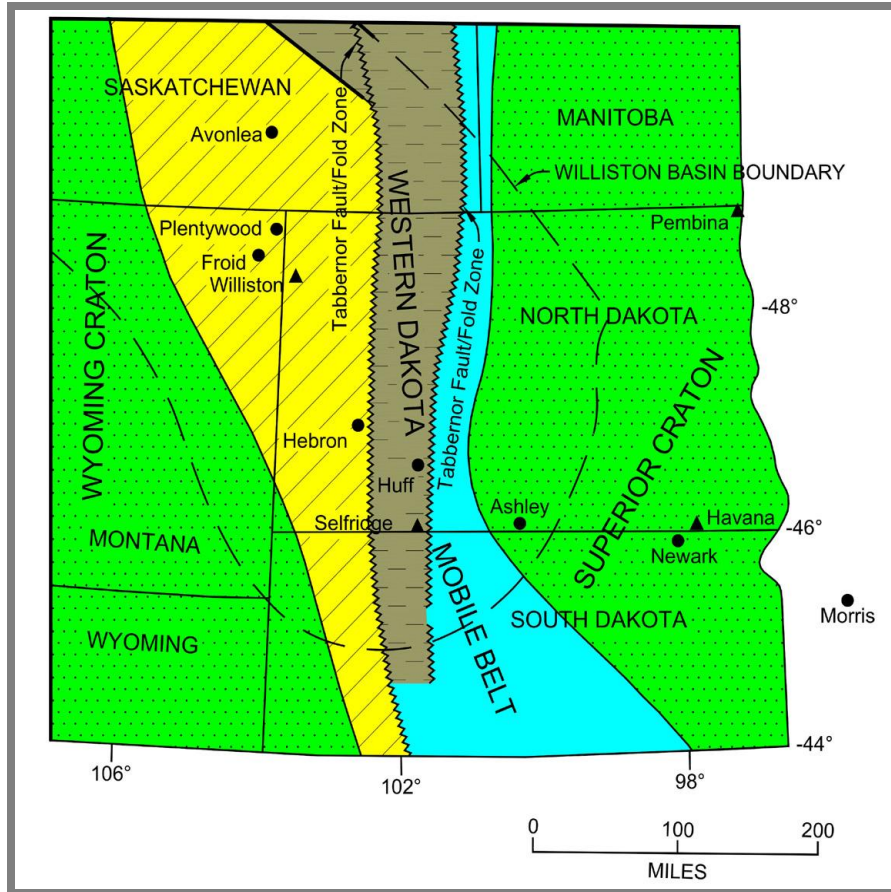 SASKATCHEWAN
Avonlea
MANITOBA
Tabbernor Fault/Fold Zone
WILLISTON BASIN BOUNDARY
WESTERN DAKOTA
Pembina
Plentywood
Froid
Williston
WYOMING CRATON
Tabbernor Fault/Fold Zone
-48°
NORTH DAKOTA
SUPERIOR CRATON
Hebron
Huff
Ashley
Selfridge
Havana
-46°
Newark
MONTANA
MOBILE BELT
WYOMING
SOUTH DAKOTA
Morris
-44°
106°
102°
98°
0 100 200
MILES